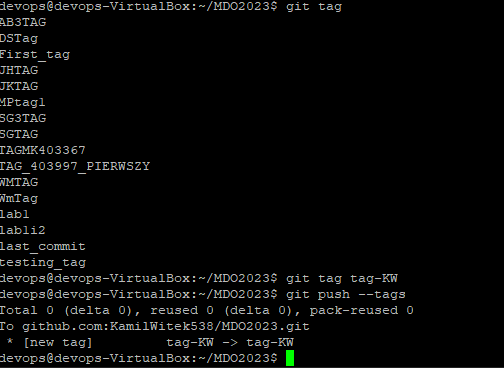 devops@devops-VirtualBox:~/MDO2023$ git tag
AB3TAG
DSTag
First_tag
JHTAG
JKTAG
MPtag1
SG3TAG
SGTAG
TAGMK403367
TAG_403997_PIERWSZY
WMTAG
WmTag
lab1
labli2
last_commit
testing_tag
devops@devops-VirtualBox:~/MDO2023$ git tag tag-KW
devops@devops-VirtualBox:~/MDO2023$ git push --tags
Total 0 (delta 0), reused 0 (delta 0), pack-reused 0
To github.com:KamilWitek538/MDO2023.git
 * [new tag]         tag-KW -> tag-KW
devops@devops-VirtualBox:~/MDO2023$